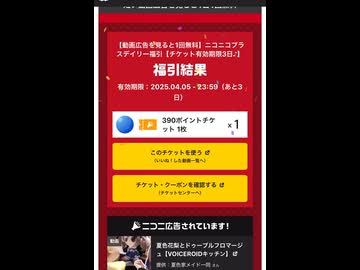 【動画広告を見ると1回無料】ニコニコプラ
スデイリー福引【チケット有効期限3日♪】
福引結果
有効期限：2025.04.05 - 23:59（あと3
日）
390ポイントチケ
ット 1枚
×1
このチケットを使う
（いいね！した動画一覧へ）
チケット・クーポンを確認する
（チケットセンターへ）
ニコニ広告されています!
動画
夏色花梨とドゥーブルフロマージ
ュ【VOICEROIDキッチン】
提供：夏色家メイド一同 さん